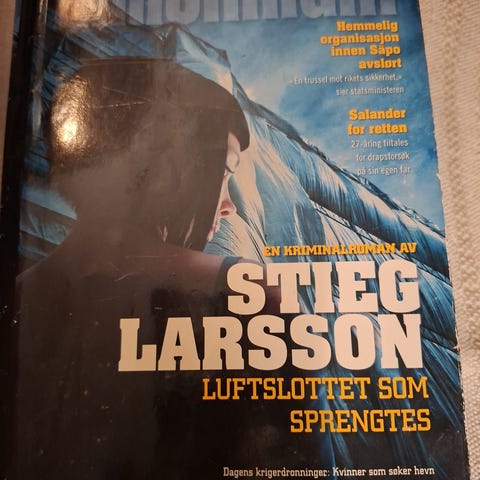 Hemmelig
organisasjon
innen Säpo
avslørt
«En trussel mot rikets sikkerhet,»
sier statsministeren
Salander
for retten
27-åring tiltales
for drapsforsøk
på sin egen far
EN KRIMINALROMAN AV
STIEG
LARSSON
LUFTSLOTTET SOM
SPRENGTES
Dagens krigerdronninger: Kvinner som søker hevn